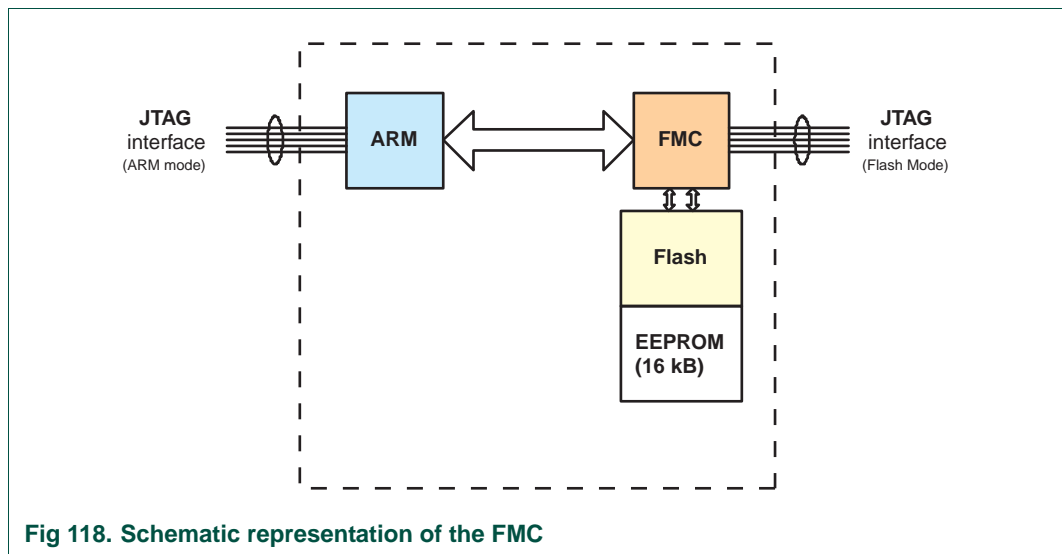 JTAG
interface
(ARM mode)
ARM
FMC
JTAG
interface
(Flash Mode)
Flash
EEPROM
(16 kB)
Fig 118. Schematic representation of the FMC